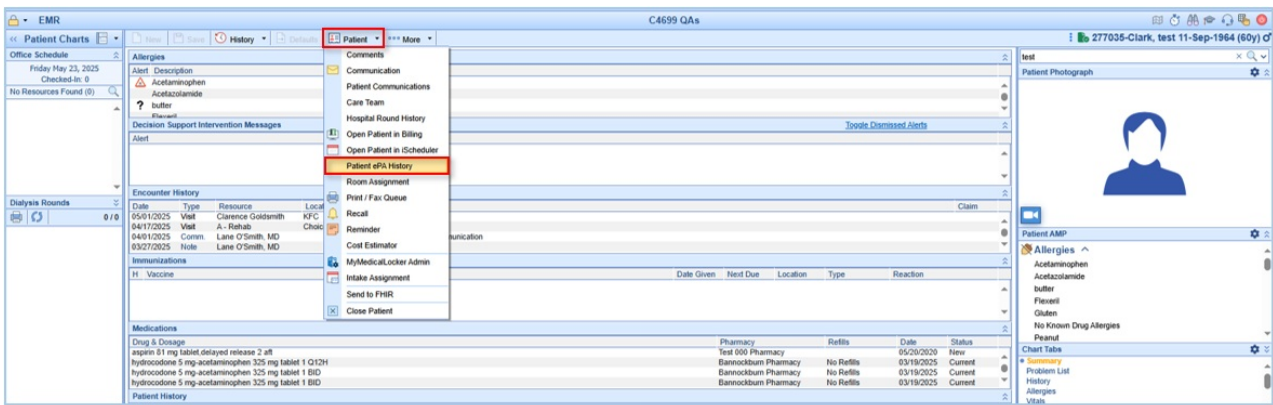 EMR
C4699 QAs
Patient Charts
New Save History Defaults Patient More
277035-Clark, test 11-Sep-1964 (60y)
Office Schedule
Friday May 23, 2025
Checked-In: 0
No Resources Found (0)
Dialysis Rounds
0 / 0
Allergies
Alert Description
Acetaminophen
Acetazolamide
? butter
Flexeril
Decision Support Intervention Messages
Toggle Dismissed Alerts
Alert
Encounter History
Date Type Resource Locat Claim
05/01/2025 Visit Clarence Goldsmith KFC
04/17/2025 Visit A - Rehab Choic
04/01/2025 Comm. Lane O'Smith, MD munication
03/27/2025 Note Lane O'Smith, MD
Immunizations
H Vaccine Date Given Next Due Location Type Reaction
Medications
Drug & Dosage Pharmacy Refills Date Status
aspirin 81 mg tablet,delayed release 2 aft Test 000 Pharmacy 05/20/2020 New
hydrocodone 5 mg-acetaminophen 325 mg tablet 1 Q12H Bannockburn Pharmacy No Refills 03/19/2025 Current
hydrocodone 5 mg-acetaminophen 325 mg tablet 1 BID Bannockburn Pharmacy No Refills 03/19/2025 Current
hydrocodone 5 mg-acetaminophen 325 mg tablet 1 BID Bannockburn Pharmacy No Refills 03/19/2025 Current
Patient History
Comments
Communication
Patient Communications
Care Team
Hospital Round History
Open Patient in Billing
Open Patient in iScheduler
Patient ePA History
Room Assignment
Print / Fax Queue
Recall
Reminder
Cost Estimator
MyMedicalLocker Admin
Intake Assignment
Send to FHIR
Close Patient
test
Patient Photograph
Patient AMP
Allergies
Acetaminophen
Acetazolamide
butter
Flexeril
Gluten
No Known Drug Allergies
Peanut
Chart Tabs
Summary
Problem List
History
Allergies
Vitals